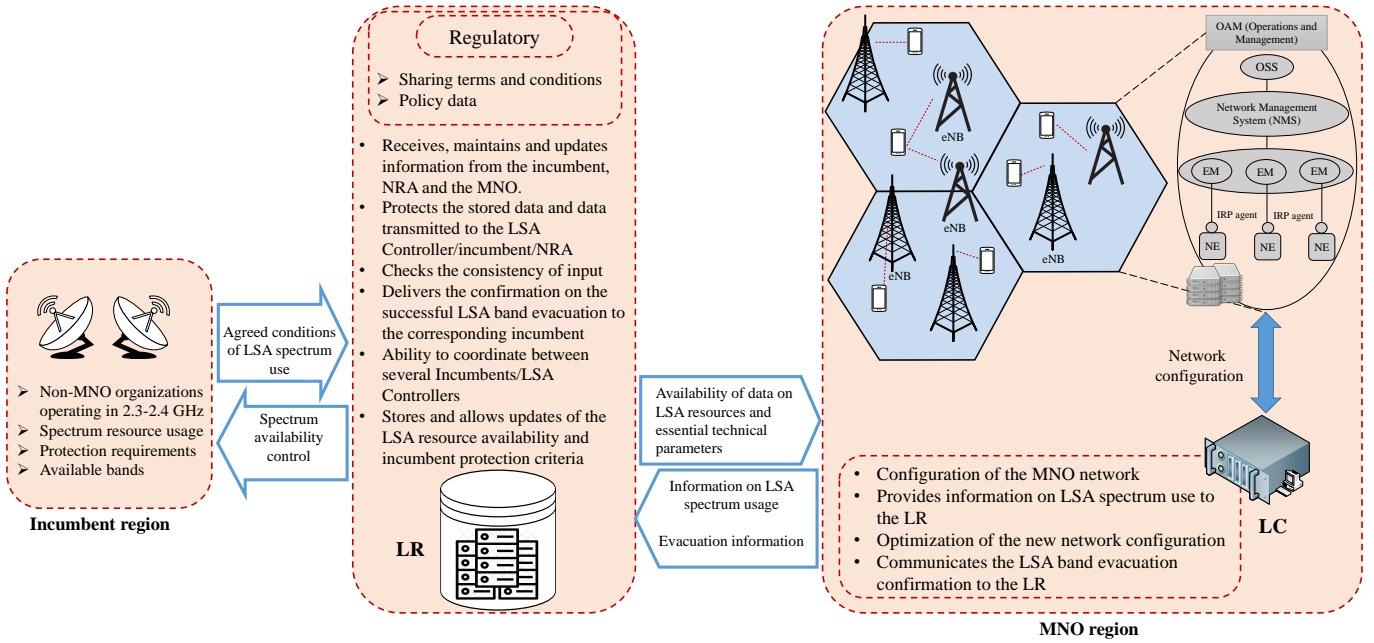 Non-MNO organizations
operating in 2.3-2.4 GHz
Spectrum resource usage
Protection requirements
Available bands
Incumbent region
Agreed conditions
of LSA spectrum
use
Spectrum
availability
control
Regulatory
Sharing terms and conditions
Policy data
Receives, maintains and updates
information from the incumbent,
NRA and the MNO.
Protects the stored data and data
transmitted to the LSA
Controller/incumbent/NRA
Checks the consistency of input
Delivers the confirmation on the
successful LSA band evacuation to
the corresponding incumbent
Ability to coordinate between
several Incumbents/LSA
Controllers
Stores and allows updates of the
LSA resource availability and
incumbent protection criteria
LR
Availability of data on
LSA resources and
essential technical
parameters
Information on LSA
spectrum usage
Evacuation information
eNB
eNB
eNB
eNB
OAM (Operations and
Management)
OSS
Network Management
System (NMS)
EM
EM
EM
IRP agent
IRP agent
NE
NE
NE
Network
configuration
LC
Configuration of the MNO network
Provides information on LSA spectrum use to
the LR
Optimization of the new network configuration
Communicates the LSA band evacuation
confirmation to the LR
MNO region